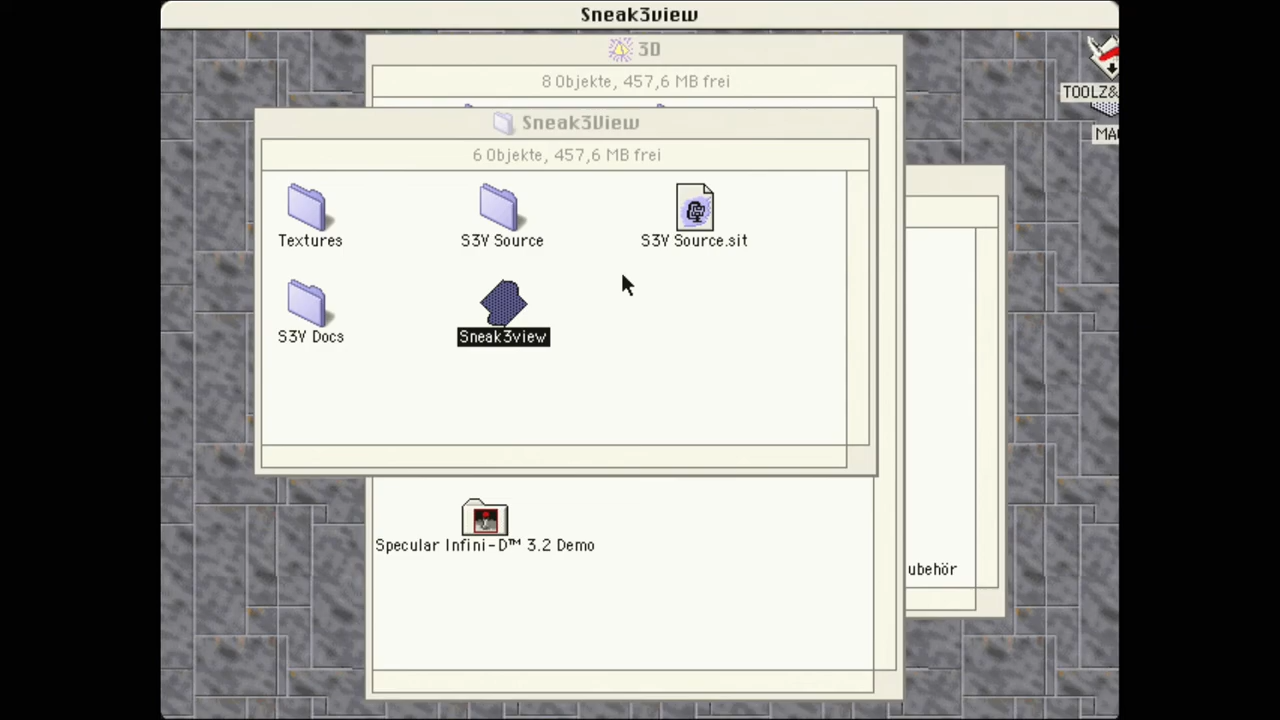 Sneak3view
3D
8 Objekte, 457,6 MB frei
TOOLZ&
MA
Sneak3View
6 Objekte, 457,6 MB frei
Textures
S3V Source
S3V Source.sit
S3V Docs
Sneak3view
Specular Infini-D™ 3.2 Demo
ubehör